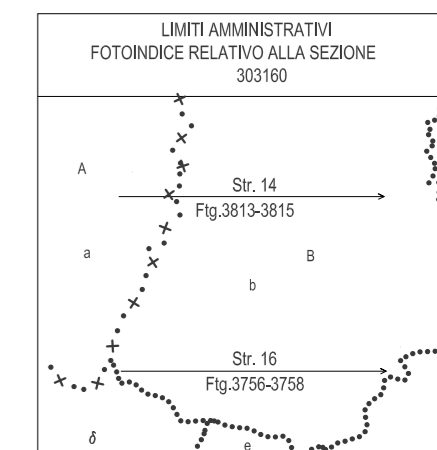 LIMITI AMMINISTRATIVI
FOTOINDICE RELATIVO ALLA SEZIONE
303160
A
Str. 14
Ftg.3813-3815
a
B
b
Str. 16
Ftg.3756-3758
δ
e